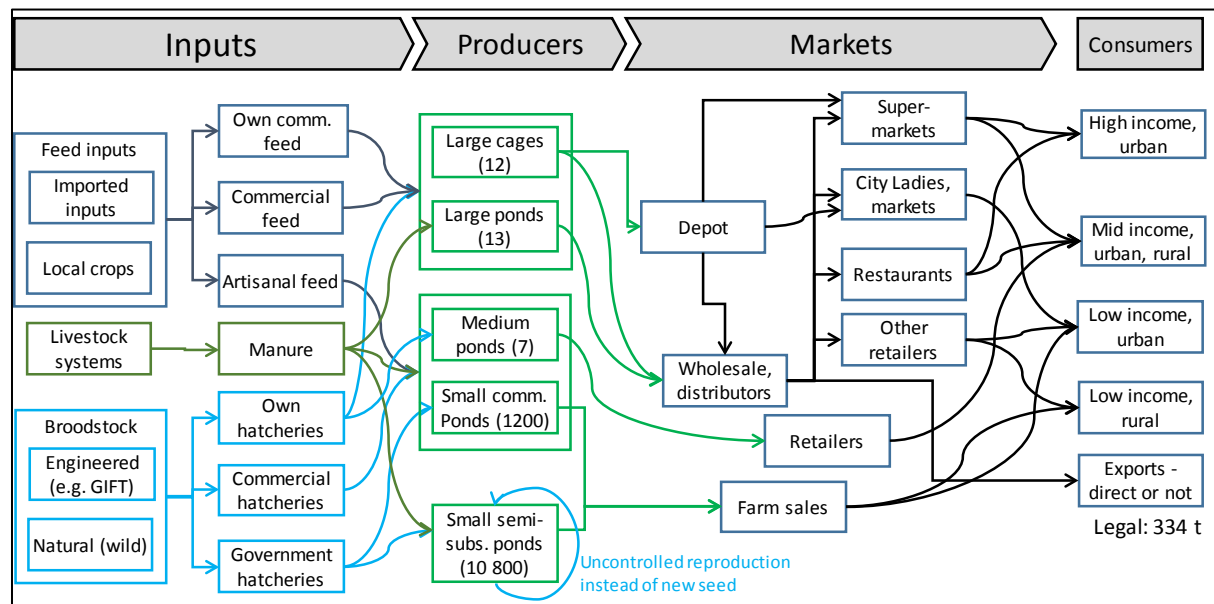 Inputs
Producers
Markets
Consumers
Feed inputs
Imported
inputs
Local crops
Livestock
systems
Broodstock
Engineered
(e.g. GIFT)
Natural (wild)
Own comm.
feed
Commercial
feed
Artisanal feed
Manure
Own
hatcheries
Commercial
hatcheries
Government
hatcheries
Large cages
(12)
Large ponds
(13)
Medium
ponds (7)
Small comm.
Ponds (1200)
Small semi-
subs. ponds
(10 800)
Uncontrolled reproduction
instead of new seed
Depot
Wholesale,
distributors
Retailers
Farm sales
Super-
markets
City Ladies,
markets
Restaurants
Other
retailers
High income,
urban
Mid income,
urban, rural
Low income,
urban
Low income,
rural
Exports -
direct or not
Legal: 334 t